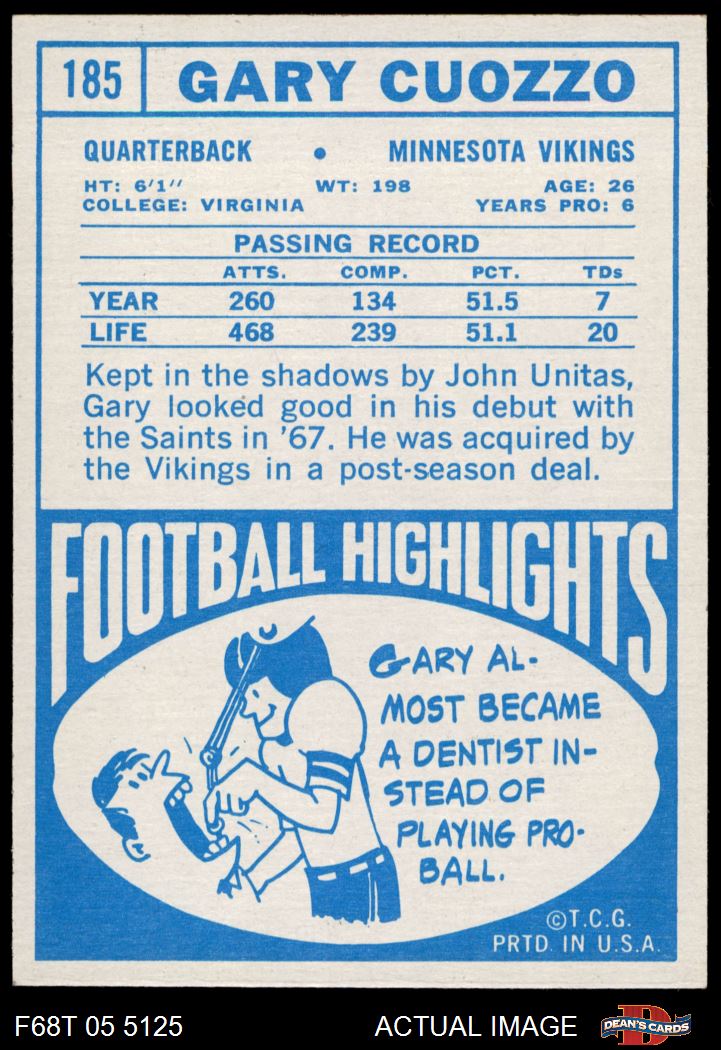 185 GARY CUOZZO
QUARTERBACK • MINNESOTA VIKINGS
HT: 6'1" WT: 198 AGE: 26
COLLEGE: VIRGINIA YEARS PRO: 6
PASSING RECORD
ATTS. COMP. PCT. TDs
YEAR 260 134 51.5 7
LIFE 468 239 51.1 20
Kept in the shadows by John Unitas,
Gary looked good in his debut with
the Saints in '67. He was acquired by
the Vikings in a post-season deal.
FOOTBALL HIGHLIGHTS
GARY AL-
MOST BECAME
A DENTIST IN-
STEAD OF
PLAYING PRO-
BALL.
©T.C.G.
PRTD. IN U.S.A.
F68T 05 5125 ACTUAL IMAGE D DEAN'S CARDS